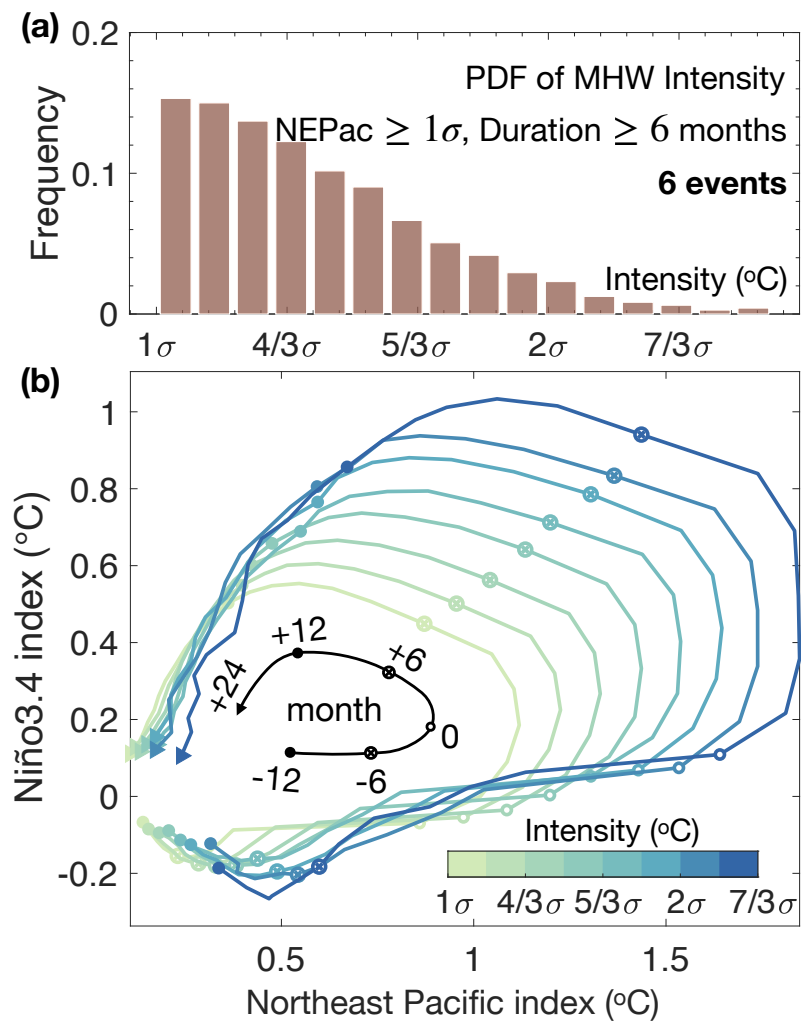 (a)
0.2
0.1
0
Frequency
PDF of MHW Intensity
NEPac ≥ 1σ, Duration ≥ 6 months
6 events
Intensity (°C)
1σ 4/3σ 5/3σ 2σ 7/3σ
(b)
1
0.8
0.6
0.4
0.2
0
-0.2
Niño3.4 index (°C)
+12
+6
+24
month
0
-12 -6
Intensity (°C)
1σ 4/3σ 5/3σ 2σ 7/3σ
0.5 1 1.5
Northeast Pacific index (°C)